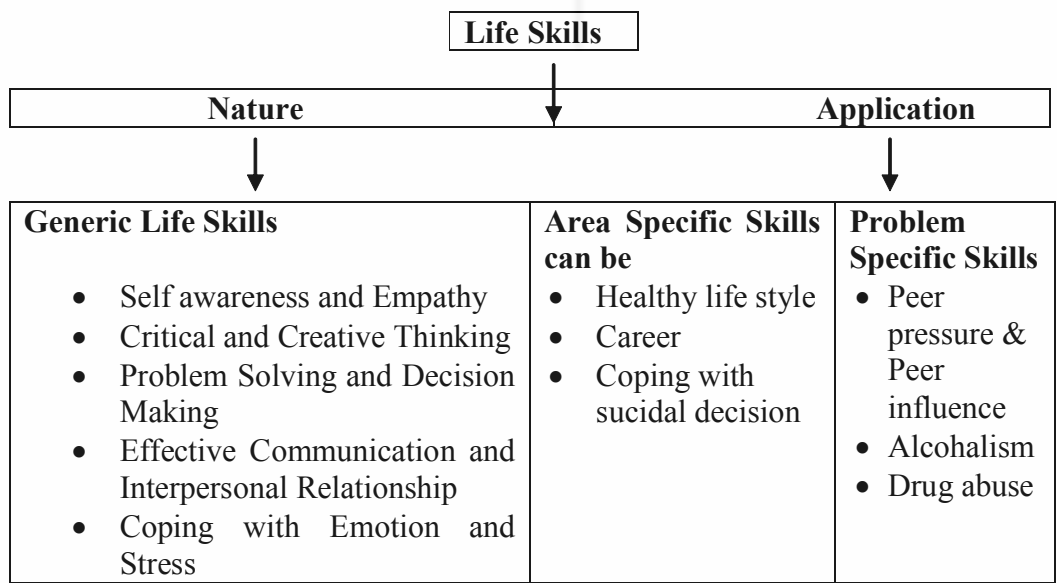 Life Skills
Nature
Application
Generic Life Skills
• Self awareness and Empathy
• Critical and Creative Thinking
• Problem Solving and Decision
Making
• Effective Communication and
Interpersonal Relationship
• Coping with Emotion and
Stress
Area Specific Skills
can be
• Healthy life style
• Career
• Coping with
sucidal decision
Problem
Specific Skills
• Peer
pressure &
Peer
influence
• Alcohalism
• Drug abuse